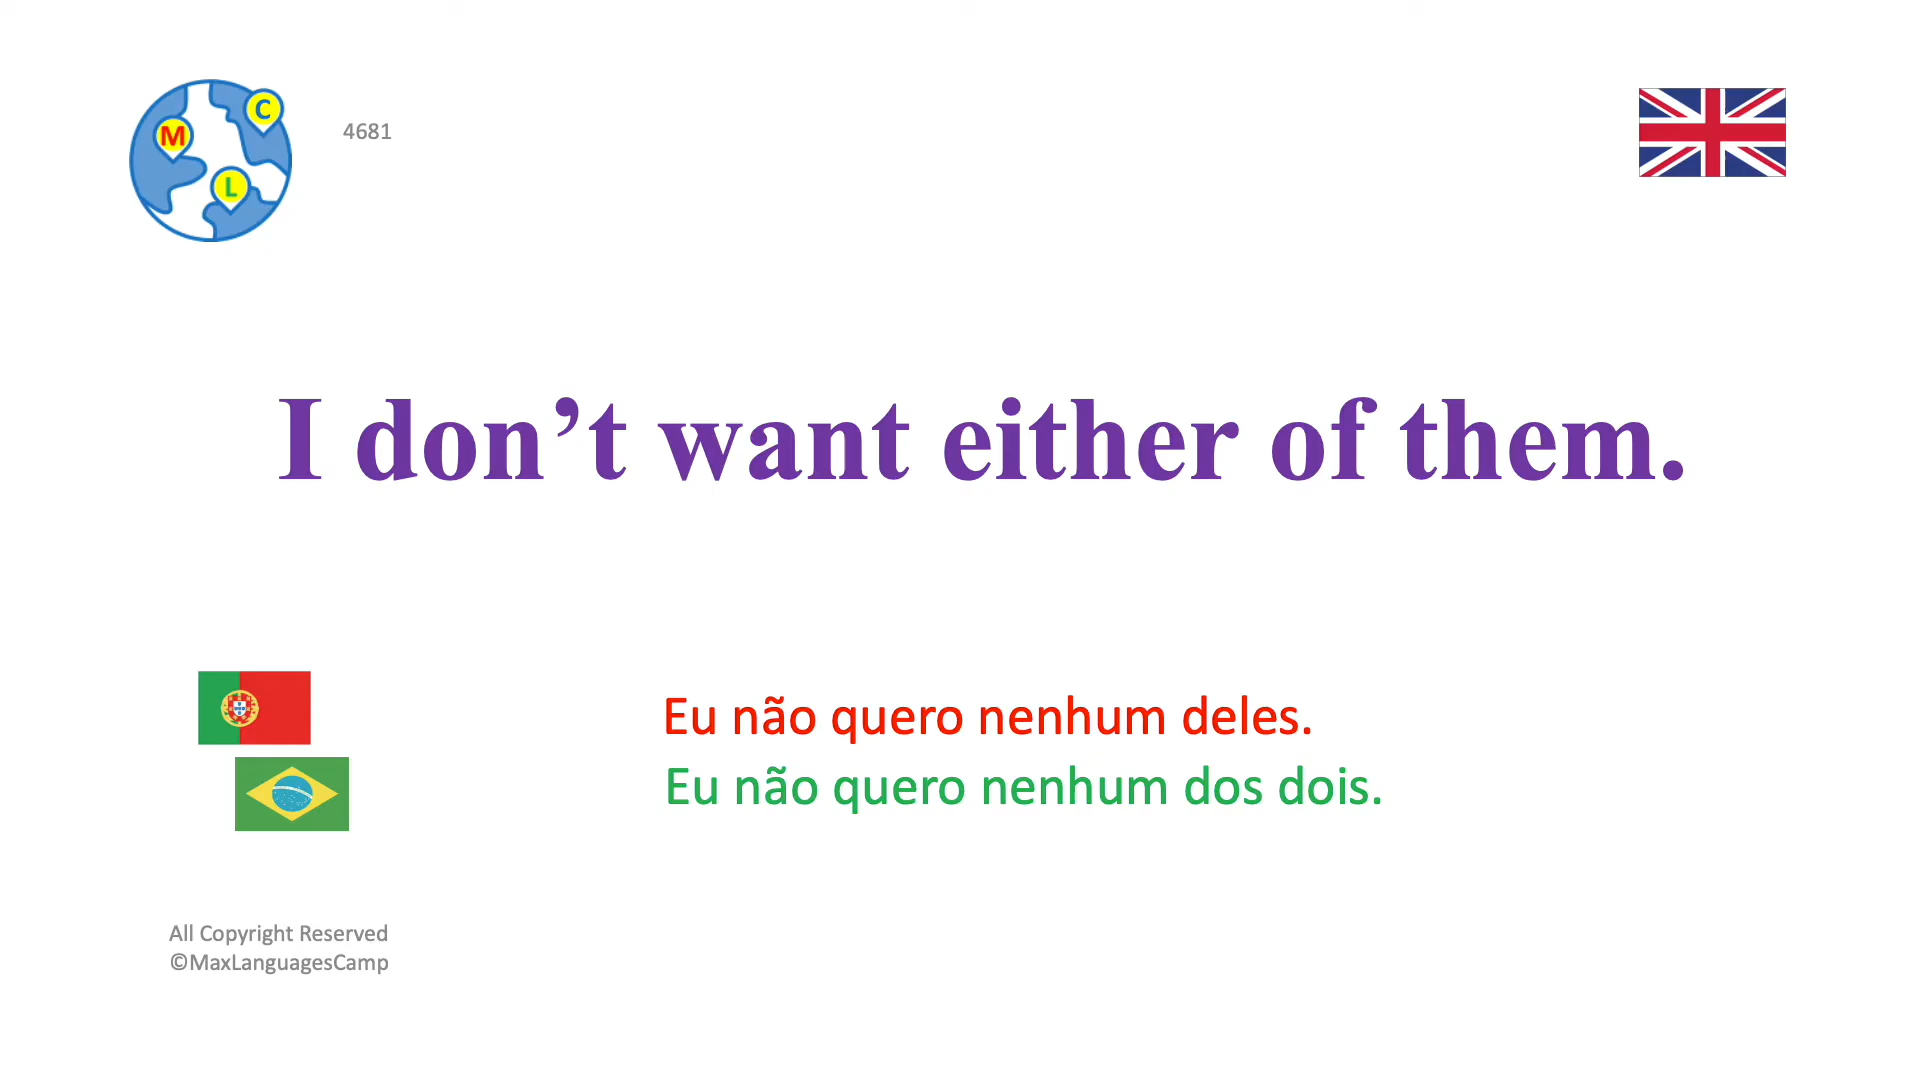 M
C
L
4681
I don’t want either of them.
Eu não quero nenhum deles.
Eu não quero nenhum dos dois.
All Copyright Reserved
©MaxLanguagesCamp